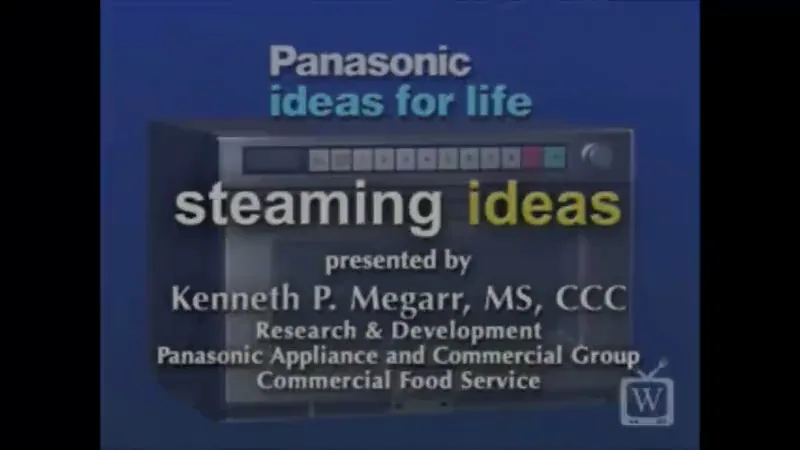 Panasonic
ideas for life
steaming ideas
presented by
Kenneth P. Megarr, MS, CCC
Research & Development
Panasonic Appliance and Commercial Group
Commercial Food Service
W